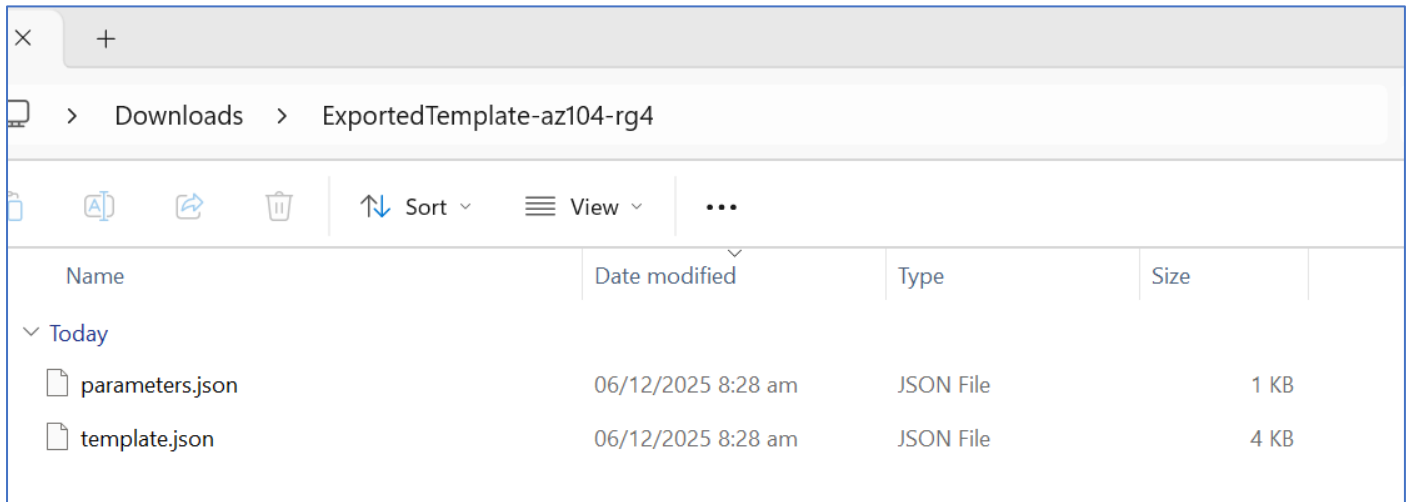 Downloads > ExportedTemplate-az104-rg4
Sort View
Name Date modified Type Size
Today
parameters.json 06/12/2025 8:28 am JSON File 1 KB
template.json 06/12/2025 8:28 am JSON File 4 KB